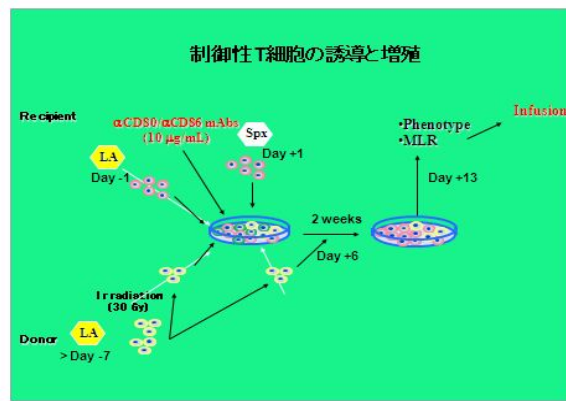 制御性T細胞の誘導と増殖
Recipient
αCD80/αCD86 mAbs
(10 μg/mL)
Spx
Day +1
LA
Day -1
•Phenotype
•MLR
Infusion
Day +13
2 weeks
Day +6
Irradiation
(30 Gy)
Donor
LA
> Day -7